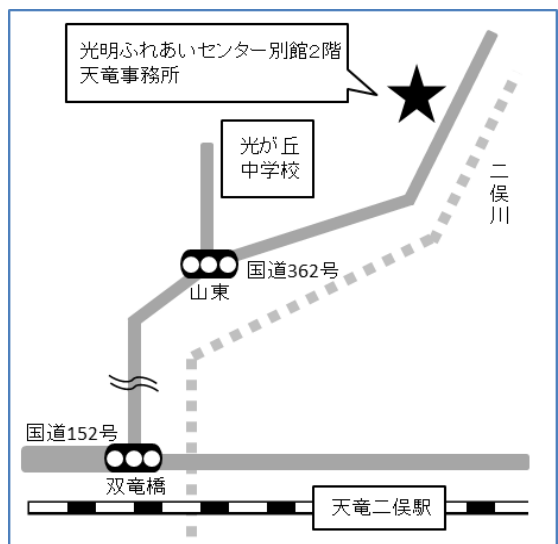 光明ふれあいセンター別館2階
天竜事務所
光が丘
中学校
二俣川
国道362号
山東
国道152号
双竜橋
天竜二俣駅